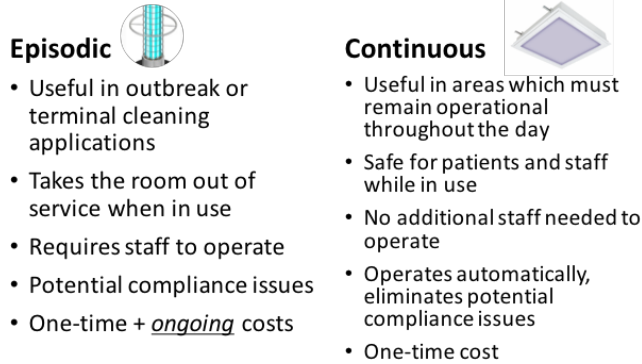 Episodic
• Useful in outbreak or
terminal cleaning
applications
• Takes the room out of
service when in use
• Requires staff to operate
• Potential compliance issues
• One-time + ongoing costs
Continuous
• Useful in areas which must
remain operational
throughout the day
• Safe for patients and staff
while in use
• No additional staff needed to
operate
• Operates automatically,
eliminates potential
compliance issues
• One-time cost